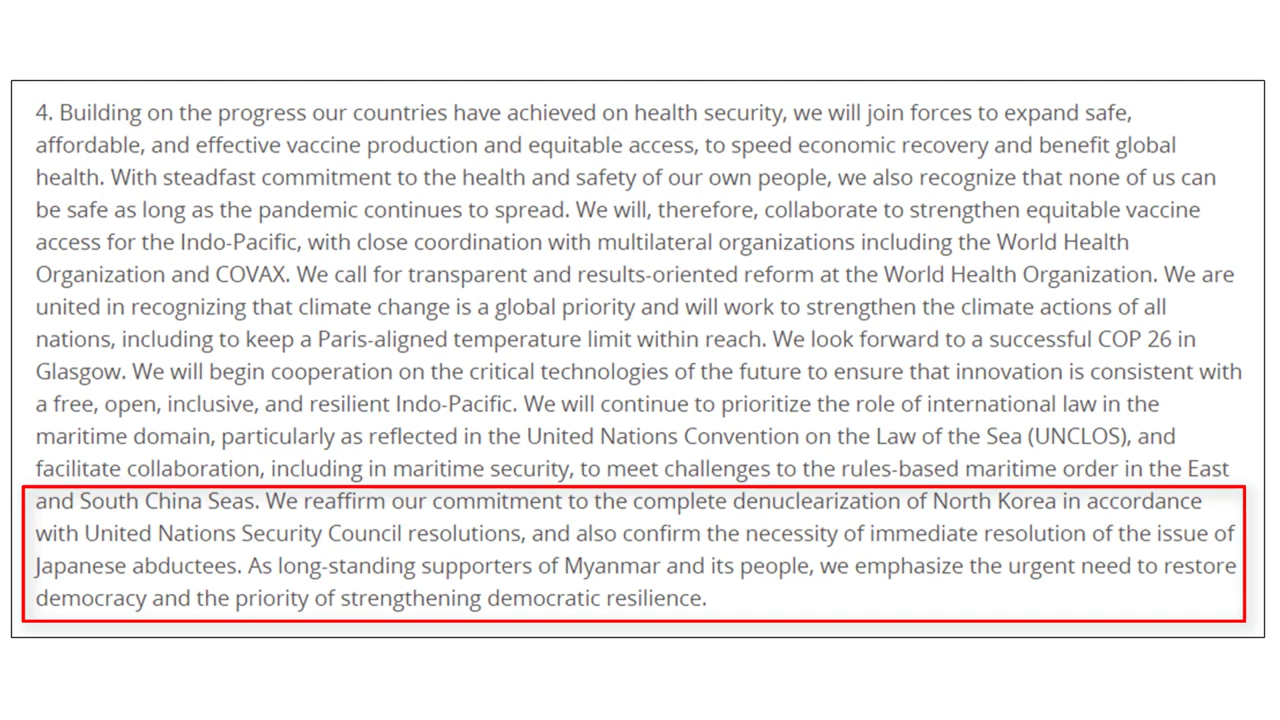 4. Building on the progress our countries have achieved on health security, we will join forces to expand safe,
affordable, and effective vaccine production and equitable access, to speed economic recovery and benefit global
health. With steadfast commitment to the health and safety of our own people, we also recognize that none of us can
be safe as long as the pandemic continues to spread. We will, therefore, collaborate to strengthen equitable vaccine
access for the Indo-Pacific, with close coordination with multilateral organizations including the World Health
Organization and COVAX. We call for transparent and results-oriented reform at the World Health Organization. We are
united in recognizing that climate change is a global priority and will work to strengthen the climate actions of all
nations, including to keep a Paris-aligned temperature limit within reach. We look forward to a successful COP 26 in
Glasgow. We will begin cooperation on the critical technologies of the future to ensure that innovation is consistent with
a free, open, inclusive, and resilient Indo-Pacific. We will continue to prioritize the role of international law in the
maritime domain, particularly as reflected in the United Nations Convention on the Law of the Sea (UNCLOS), and
facilitate collaboration, including in maritime security, to meet challenges to the rules-based maritime order in the East
and South China Seas. We reaffirm our commitment to the complete denuclearization of North Korea in accordance
with United Nations Security Council resolutions, and also confirm the necessity of immediate resolution of the issue of
Japanese abductees. As long-standing supporters of Myanmar and its people, we emphasize the urgent need to restore
democracy and the priority of strengthening democratic resilience.